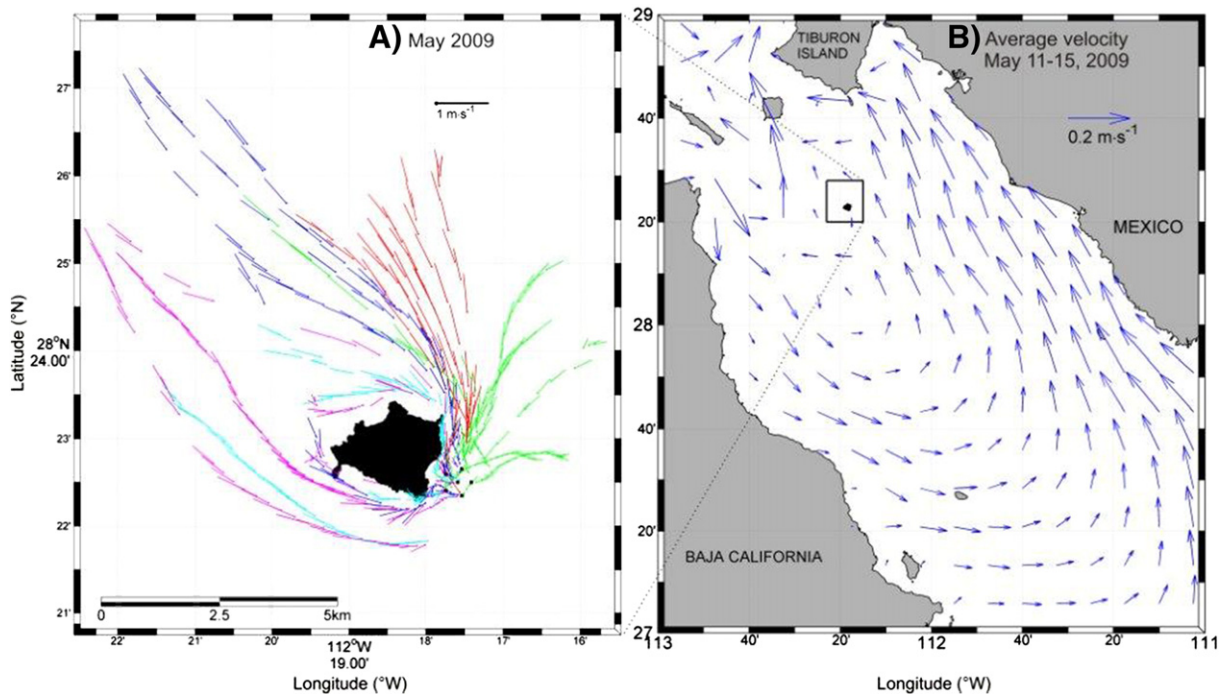 A) May 2009
1 m·s⁻¹
27'
26'
25'
28°N
24.00'
23'
22'
21'
Latitude (°N)
0 2.5 5km
22' 21' 20' 112°W 18' 17' 16'
19.00'
Longitude (°W)
B) Average velocity
May 11-15, 2009
TIBURON
ISLAND
0.2 m·s⁻¹
MEXICO
BAJA CALIFORNIA
29
40'
20'
28
40'
20'
27
113 40' 20' 112 40' 20' 111
Longitude (°W)